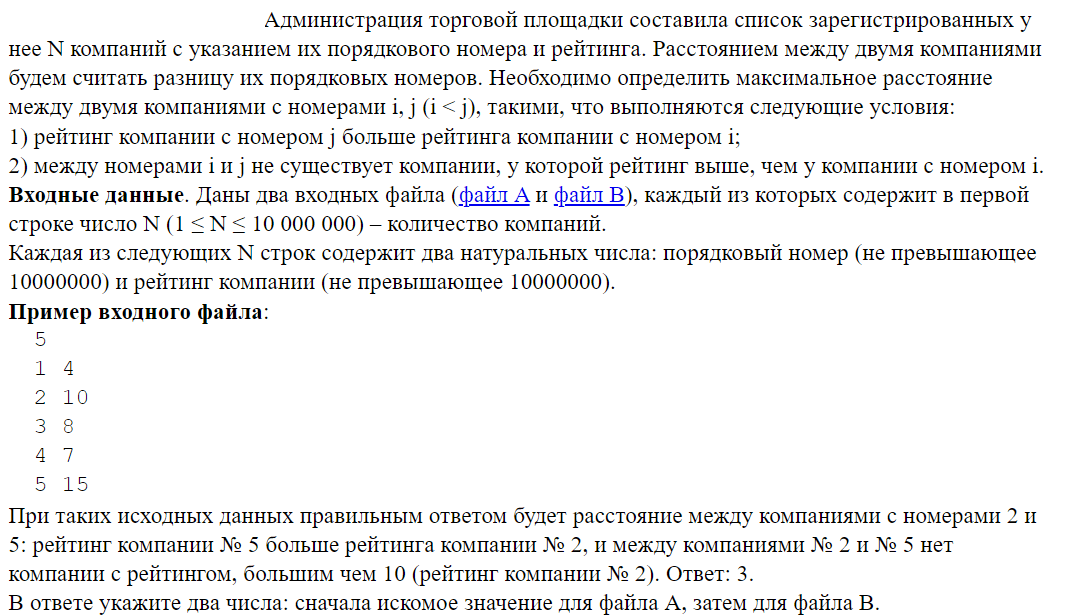 Администрация торговой площадки составила список зарегистрированных у
нее N компаний с указанием их порядкового номера и рейтинга. Расстоянием между двумя компаниями
будем считать разницу их порядковых номеров. Необходимо определить максимальное расстояние
между двумя компаниями с номерами i, j (i < j), такими, что выполняются следующие условия:
1) рейтинг компании с номером j больше рейтинга компании с номером i;
2) между номерами i и j не существует компании, у которой рейтинг выше, чем у компании с номером i.
Входные данные. Даны два входных файла (файл A и файл B), каждый из которых содержит в первой
строке число N (1 ≤ N ≤ 10 000 000) – количество компаний.
Каждая из следующих N строк содержит два натуральных числа: порядковый номер (не превышающее
10000000) и рейтинг компании (не превышающее 10000000).
Пример входного файла:
5
1 4
2 10
3 8
4 7
5 15
При таких исходных данных правильным ответом будет расстояние между компаниями с номерами 2 и
5: рейтинг компании № 5 больше рейтинга компании № 2, и между компаниями № 2 и № 5 нет
компании с рейтингом, большим чем 10 (рейтинг компании № 2). Ответ: 3.
В ответе укажите два числа: сначала искомое значение для файла А, затем для файла B.